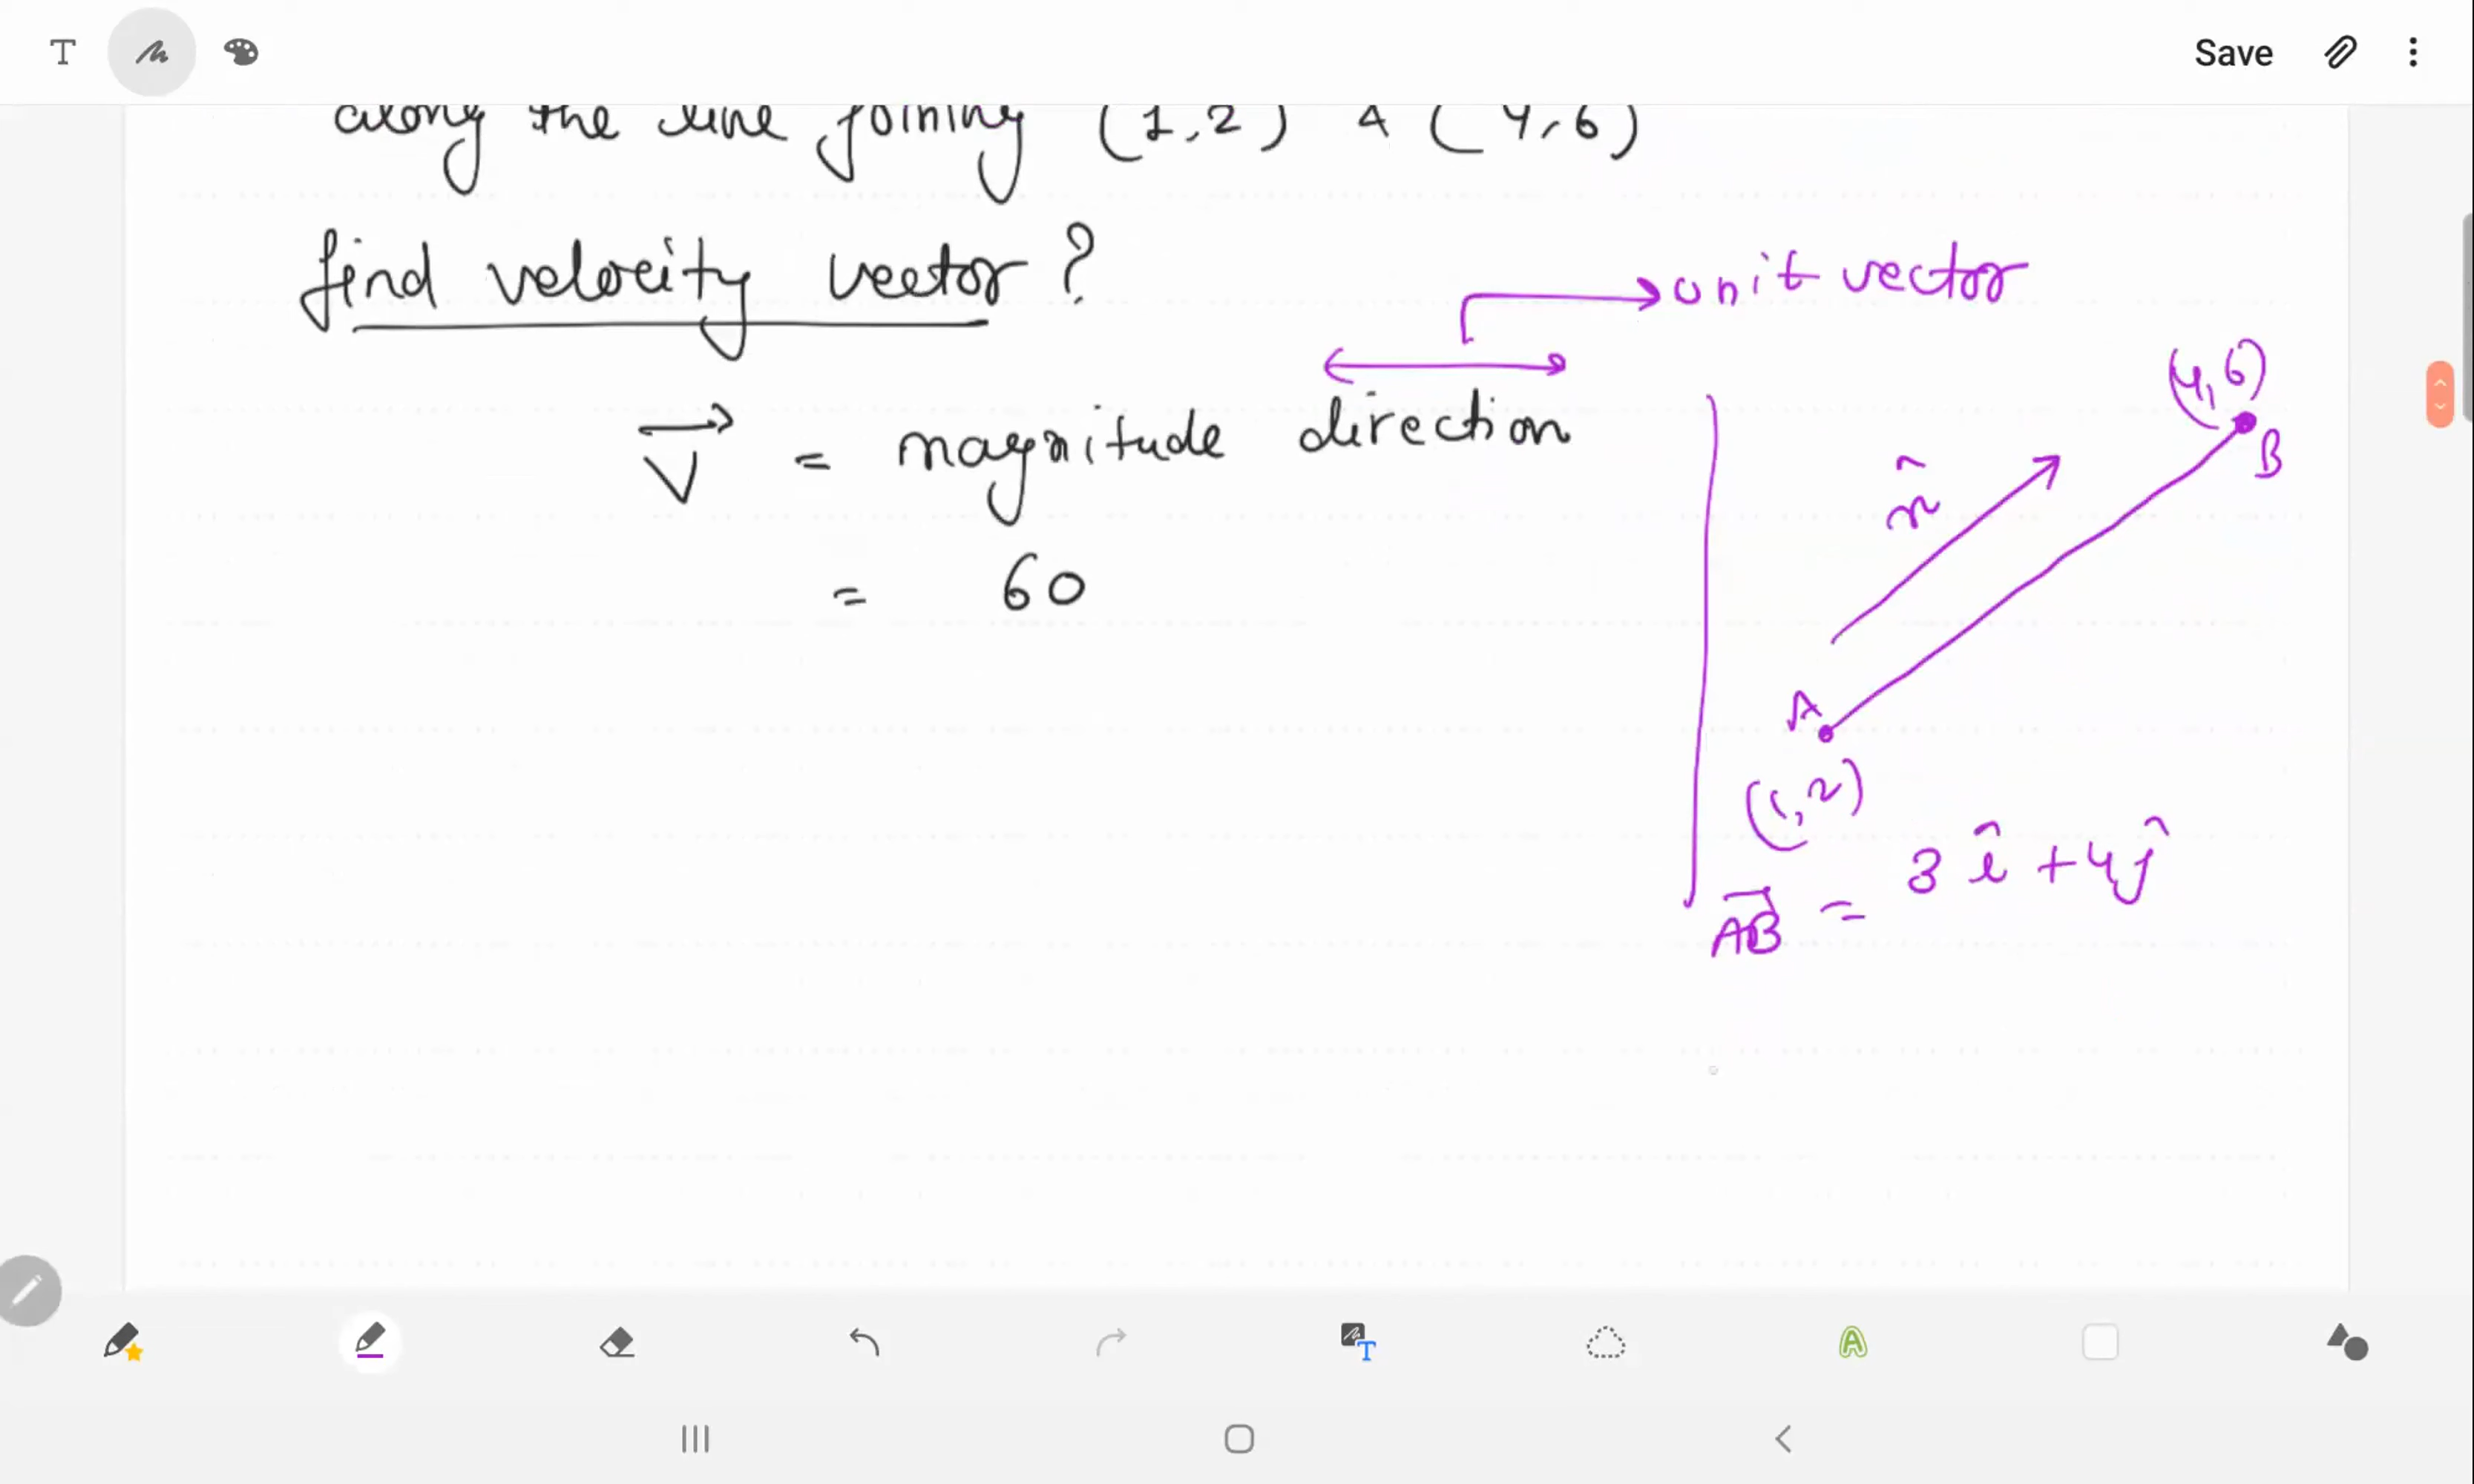 T
Save
along the line joining (1,2) & (4,6)
find velocity vector?
unit vector
V = magnitude direction
= 60
(4,6)
B
n̂
A
(1,2)
AB = 3î + 4ĵ
T
A